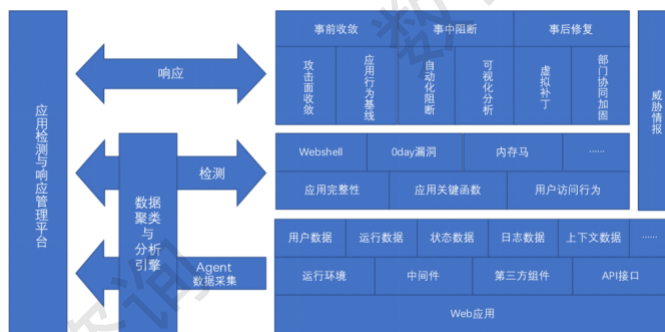 事前收敛
事中阻断
事后修复
响应
攻击面收敛
应用行为基线
自动化阻断
可视化分析
虚拟补丁
部门协同加固
威胁情报
应用检测与响应管理平台
数据
聚类
与
分析
引擎
检测
Webshell
0day漏洞
内存马
......
应用完整性
应用关键函数
用户访问行为
Agent
数据采集
用户数据
运行数据
状态数据
日志数据
上下文数据
......
运行环境
中间件
第三方组件
API接口
Web应用